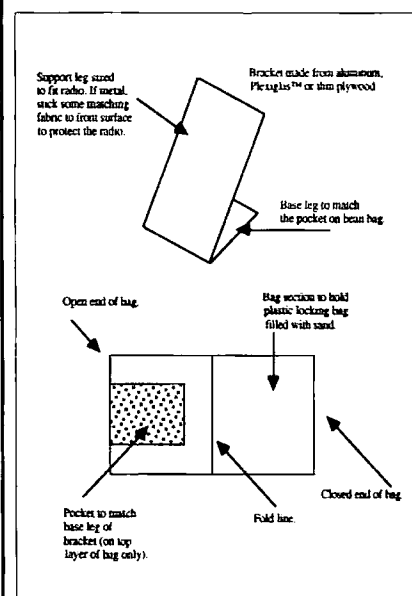 Support leg sized
to fit radio. If metal,
stick some matching
fabric to front surface
to protect the radio.
Bracket made from aluminum,
Plexiglas™ or thin plywood
Base leg to match
the pocket on bean bag.
Open end of bag.
Bag section to hold
plastic locking bag
filled with sand.
Pocket to match
base leg of
bracket (on top
layer of bag only).
Fold line.
Closed end of bag.